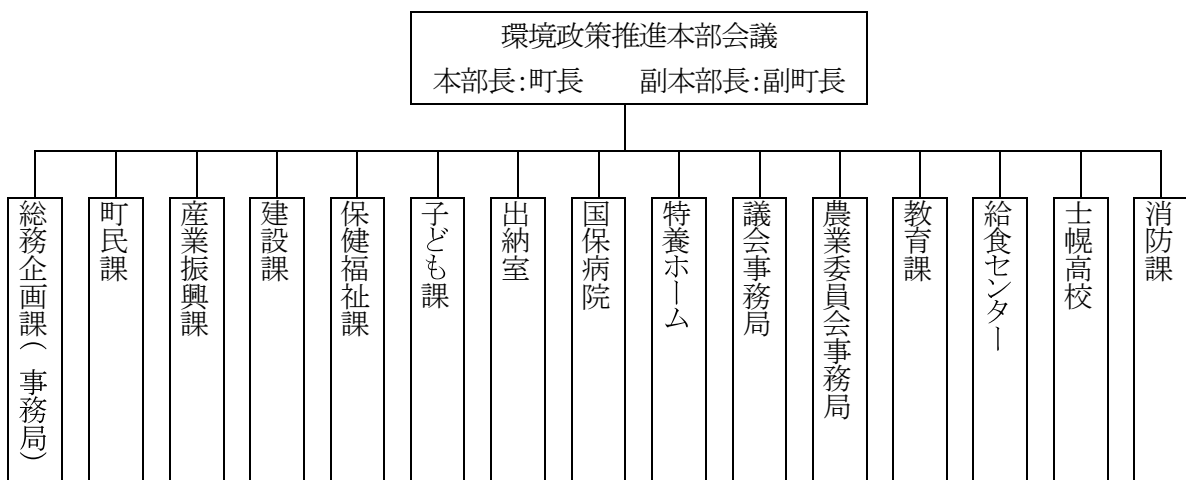 環境政策推進本部会議
本部長:町長　　副本部長:副町長
総務企画課(事務局)
町民課
産業振興課
建設課
保健福祉課
子ども課
出納室
国保病院
特養ホーム
議会事務局
農業委員会事務局
教育課
給食センター
士幌高校
消防課